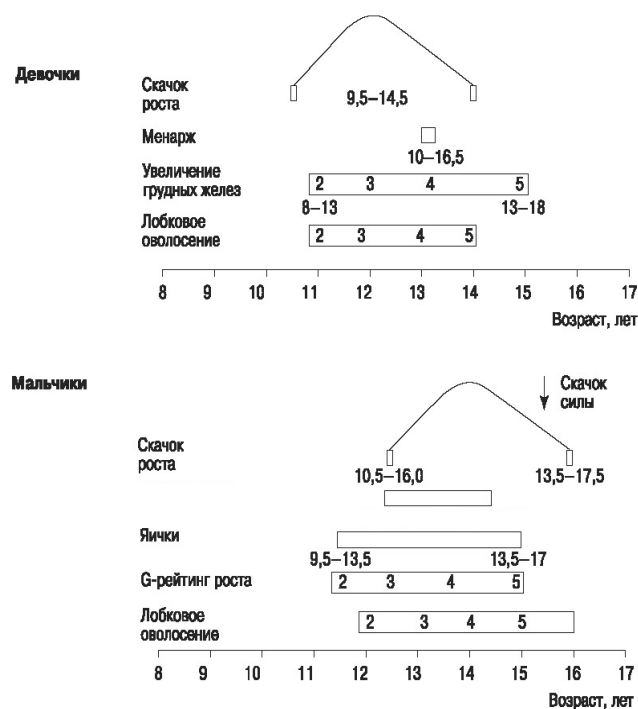 Девочки
Скачок
роста
9,5–14,5
Менарж
10–16,5
Увеличение
грудных желез
2 3 4 5
8–13 13–18
Лобковое
оволосение
2 3 4 5
8 9 10 11 12 13 14 15 16 17
Возраст, лет
Мальчики
Скачок
силы
Скачок
роста
10,5–16,0 13,5–17,5
Яички
9,5–13,5 13,5–17
G-рейтинг роста
2 3 4 5
Лобковое
оволосение
2 3 4 5
8 9 10 11 12 13 14 15 16 17
Возраст, лет